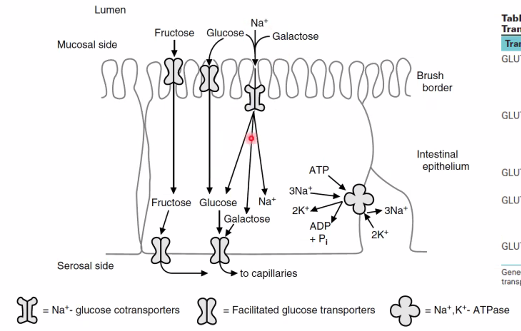 Lumen
Mucosal side
Fructose
Glucose
Na+
Galactose
Brush
border
Intestinal
epithelium
ATP
3Na+
2K+
ADP
+ Pi
3Na+
2K+
Fructose
Glucose
Na+
Galactose
Serosal side
to capillaries
= Na+- glucose cotransporters
= Facilitated glucose transporters
= Na+,K+- ATPase
Tabl
Tran
Tran
GLU
GLU
GLU
GLU
GLU
Gene
transp